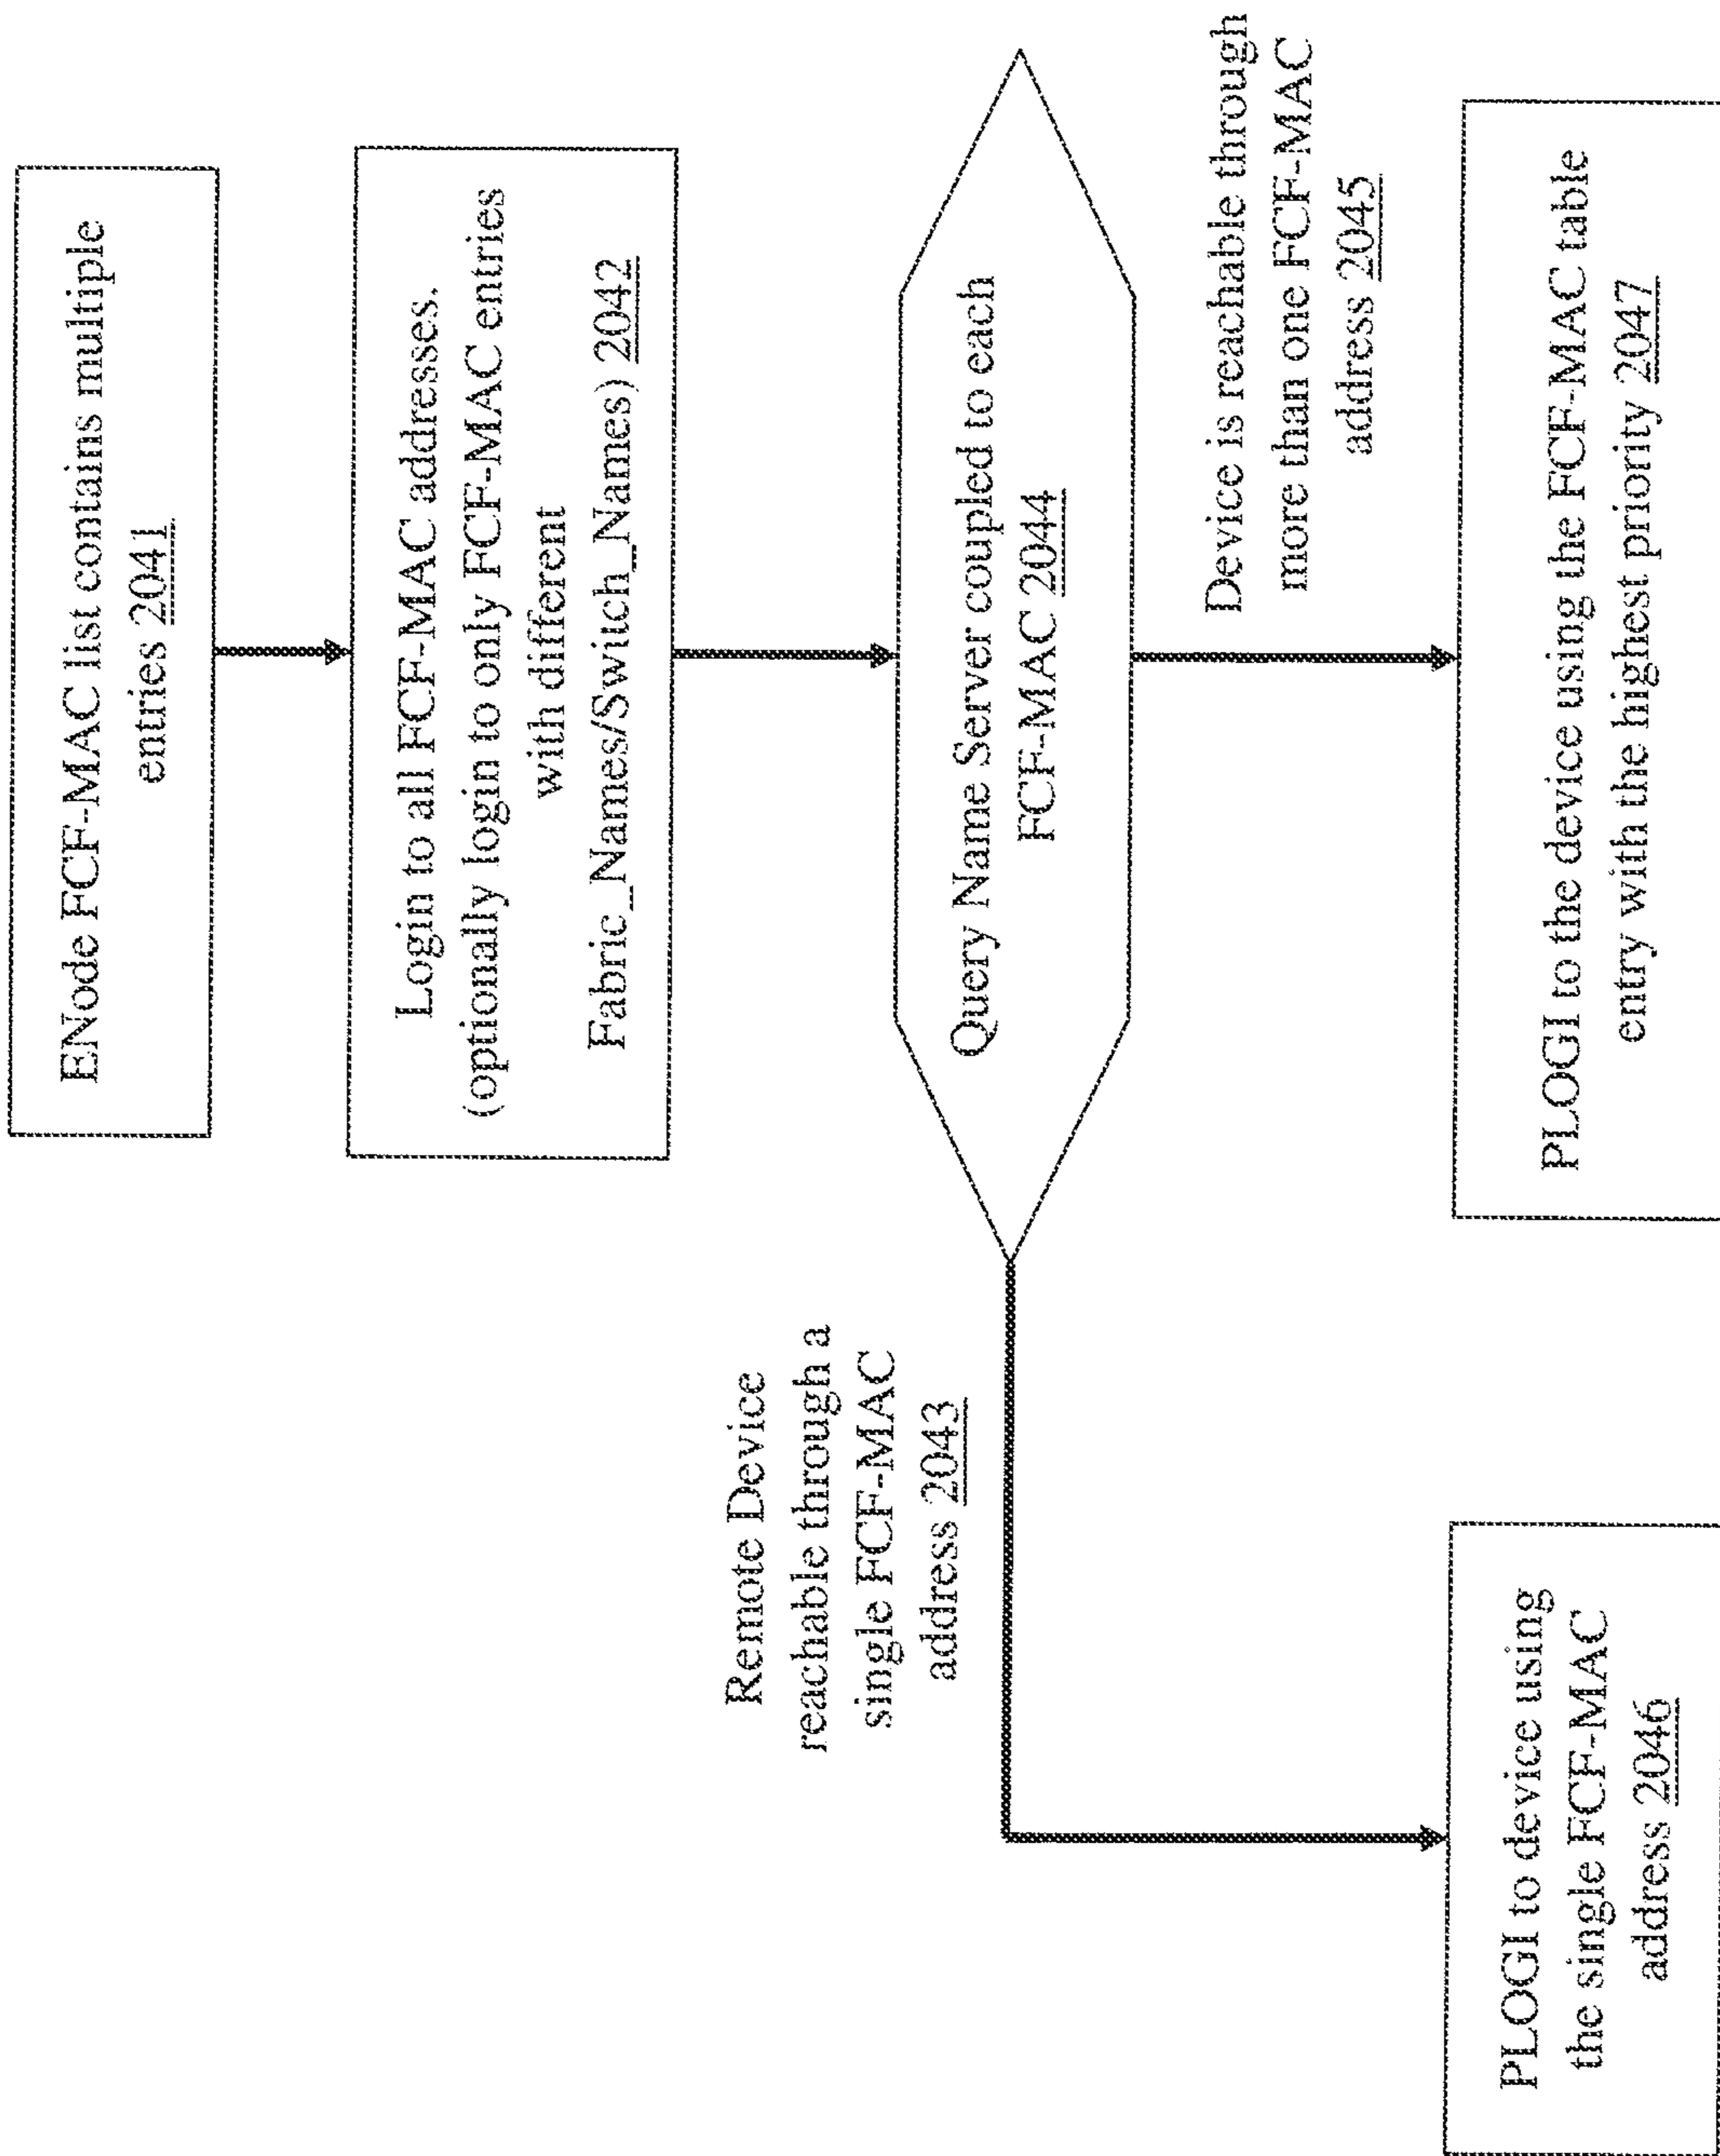 ENode FCF-MAC list contains multiple
entries 2041
Login to all FCF-MAC addresses.
(optionally login to only FCF-MAC entries
with different
Fabric_Names/Switch_Names) 2042
Query Name Server coupled to each
FCF-MAC 2044
Remote Device
reachable through a
single FCF-MAC
address 2043
Device is reachable through
more than one FCF-MAC
address 2045
PLOGI to device using
the single FCF-MAC
address 2046
PLOGI to the device using the FCF-MAC table
entry with the highest priority 2047